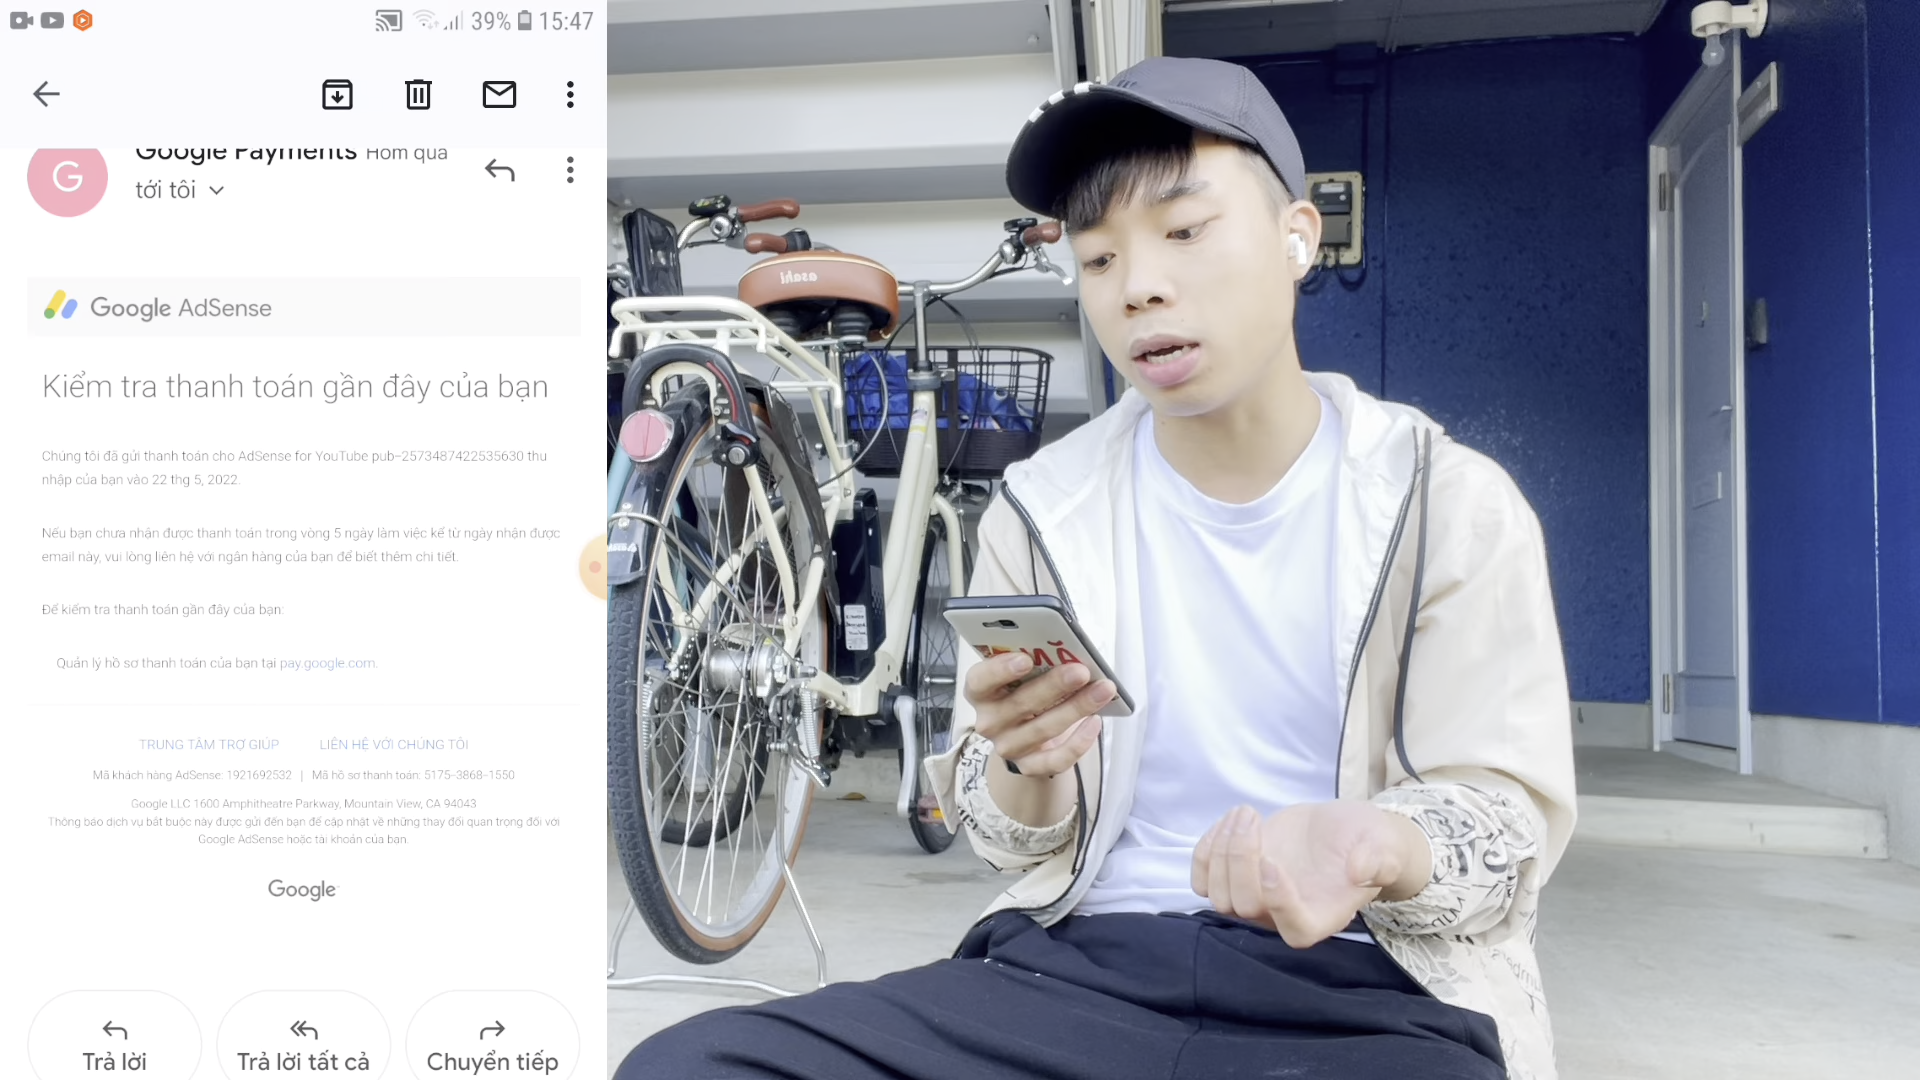 39% 15:47
Google Payments Hôm qua
G
tới tôi
Google AdSense
Kiểm tra thanh toán gần đây của bạn
Chúng tôi đã gửi thanh toán cho AdSense for YouTube pub-2573487422535630 thu
nhập của bạn vào 22 thg 5, 2022.
Nếu bạn chưa nhận được thanh toán trong vòng 5 ngày làm việc kể từ ngày nhận được
email này, vui lòng liên hệ với ngân hàng của bạn để biết thêm chi tiết.
Để kiểm tra thanh toán gần đây của bạn:
Quản lý hồ sơ thanh toán của bạn tại pay.google.com.
TRUNG TÂM TRỢ GIÚP LIÊN HỆ VỚI CHÚNG TÔI
Mã khách hàng AdSense: 1921692532 | Mã hồ sơ thanh toán: 5175-3868-1550
Google LLC 1600 Amphitheatre Parkway, Mountain View, CA 94043
Thông báo dịch vụ bắt buộc này được gửi đến bạn để cập nhật về những thay đổi quan trọng đối với
Google AdSense hoặc tài khoản của bạn.
Google
Trả lời Trả lời tất cả Chuyển tiếp
asahi